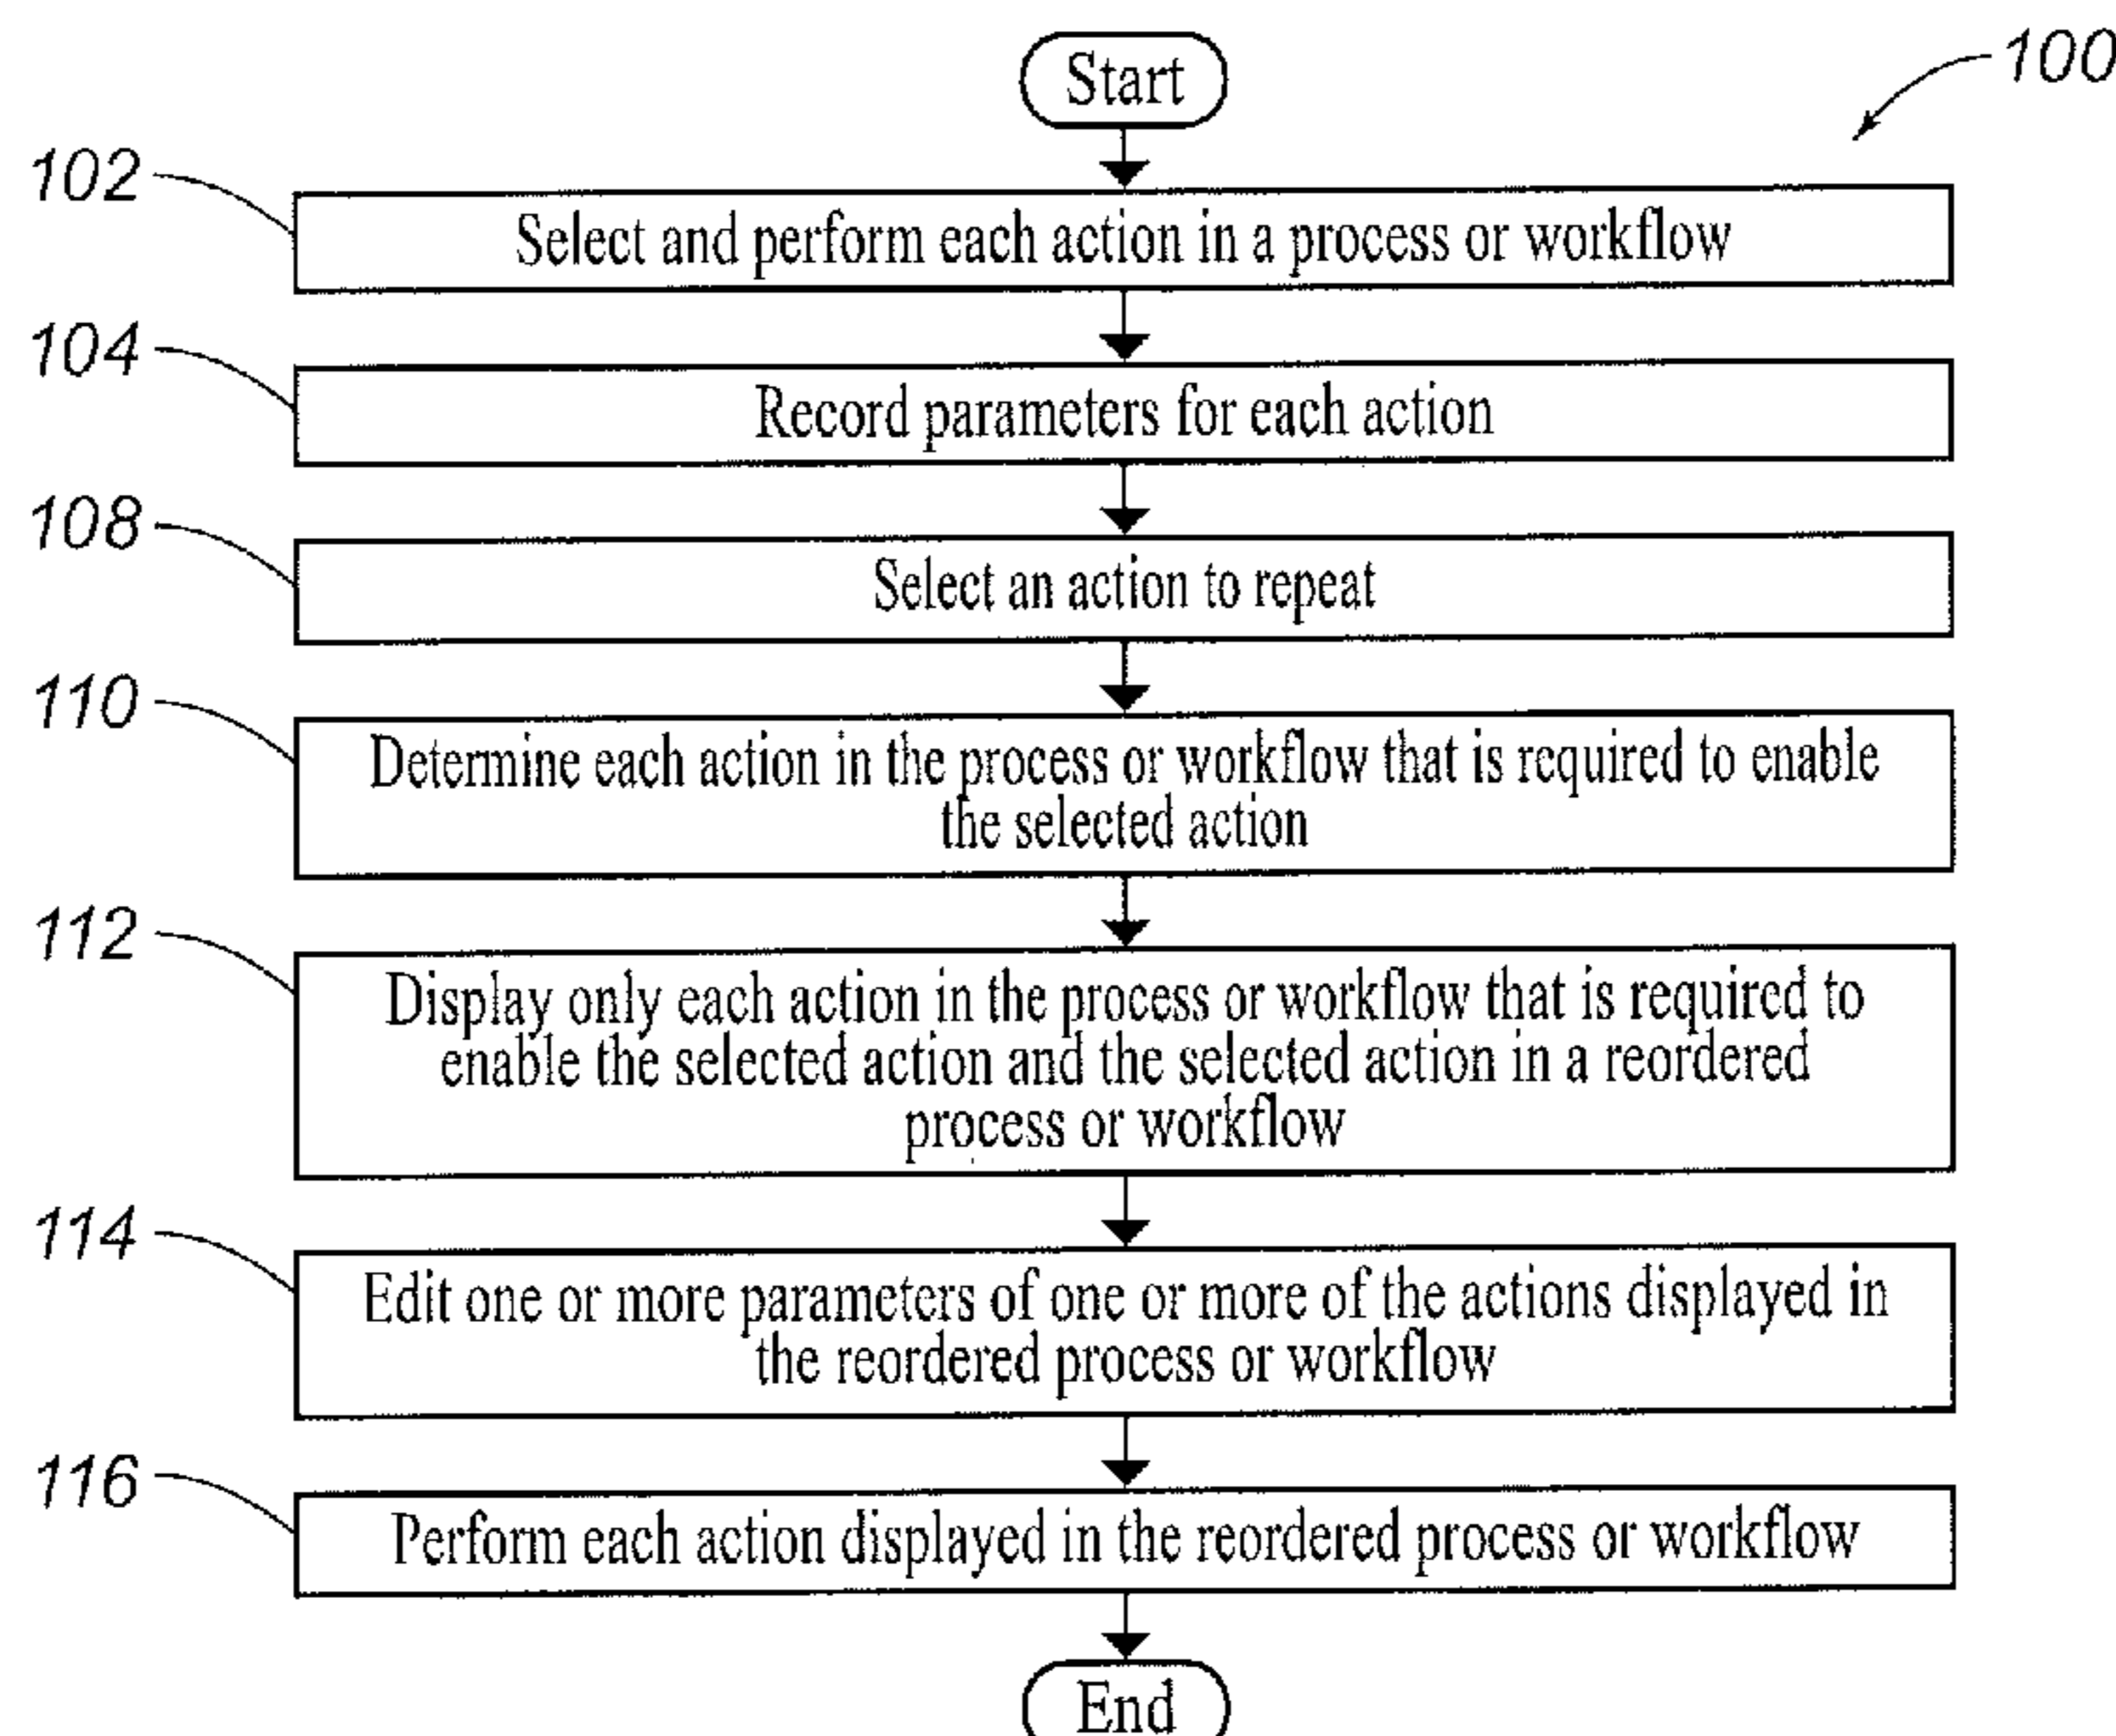 Start
100
102
Select and perform each action in a process or workflow
104
Record parameters for each action
108
Select an action to repeat
110
Determine each action in the process or workflow that is required to enable
the selected action
112
Display only each action in the process or workflow that is required to
enable the selected action and the selected action in a reordered
process or workflow
114
Edit one or more parameters of one or more of the actions displayed in
the reordered process or workflow
116
Perform each action displayed in the reordered process or workflow
End